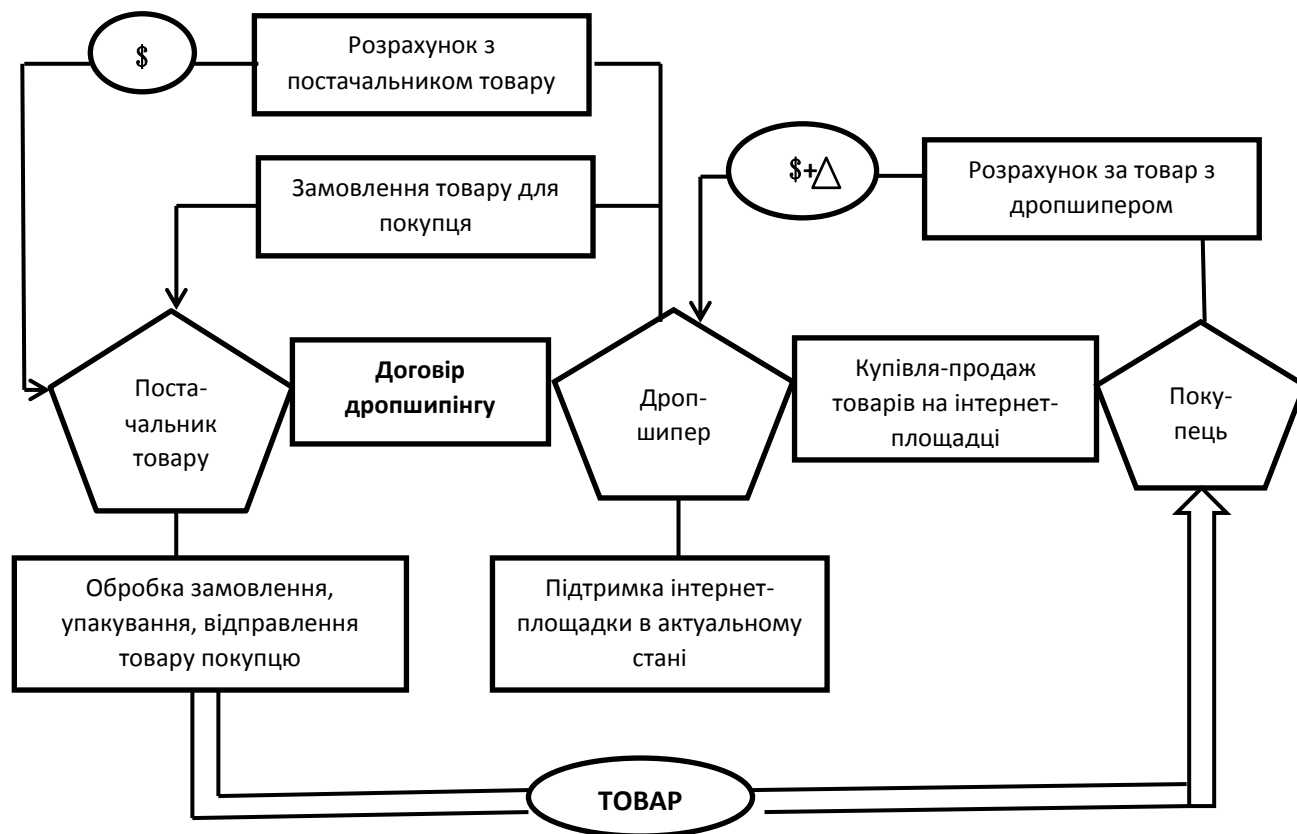 $
Розрахунок з
постачальником товару
$+△
Розрахунок за товар з
дропшипером
Замовлення товару для
покупця
Поста-
чальник
товару
Договір
дропшипінгу
Дроп-
шипер
Купівля-продаж
товарів на інтернет-
площадці
Поку-
пець
Обробка замовлення,
упакування, відправлення
товару покупцю
Підтримка інтернет-
площадки в актуальному
стані
ТОВАР